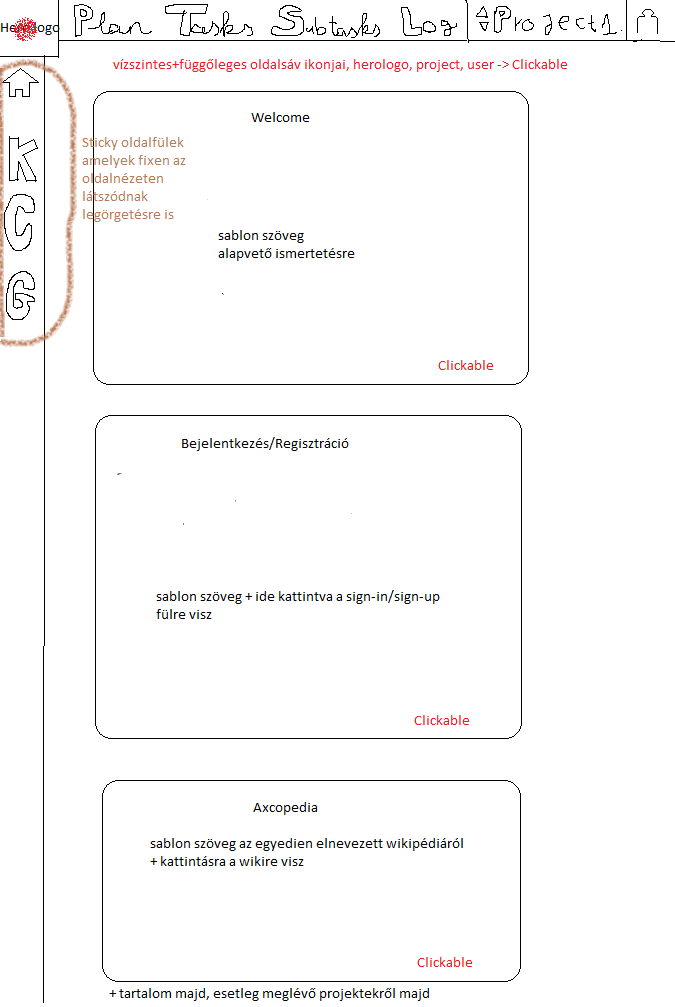 Herologo
Plan Tasks Subtasks Log Project1.
vízszintes+függőleges oldalsáv ikonjai, herologo, project, user -> Clickable
K
C
G
Sticky oldalfülek
amelyek fixen az
oldalnézeten
látszódnak
legörgetésre is
Welcome
sablon szöveg
alapvető ismertetésre
Clickable
Bejelentkezés/Regisztráció
sablon szöveg + ide kattintva a sign-in/sign-up
fülre visz
Clickable
Axcopedia
sablon szöveg az egyedien elnevezett wikipédiáról
+ kattintásra a wikire visz
Clickable
+ tartalom majd, esetleg meglévő projektekről majd